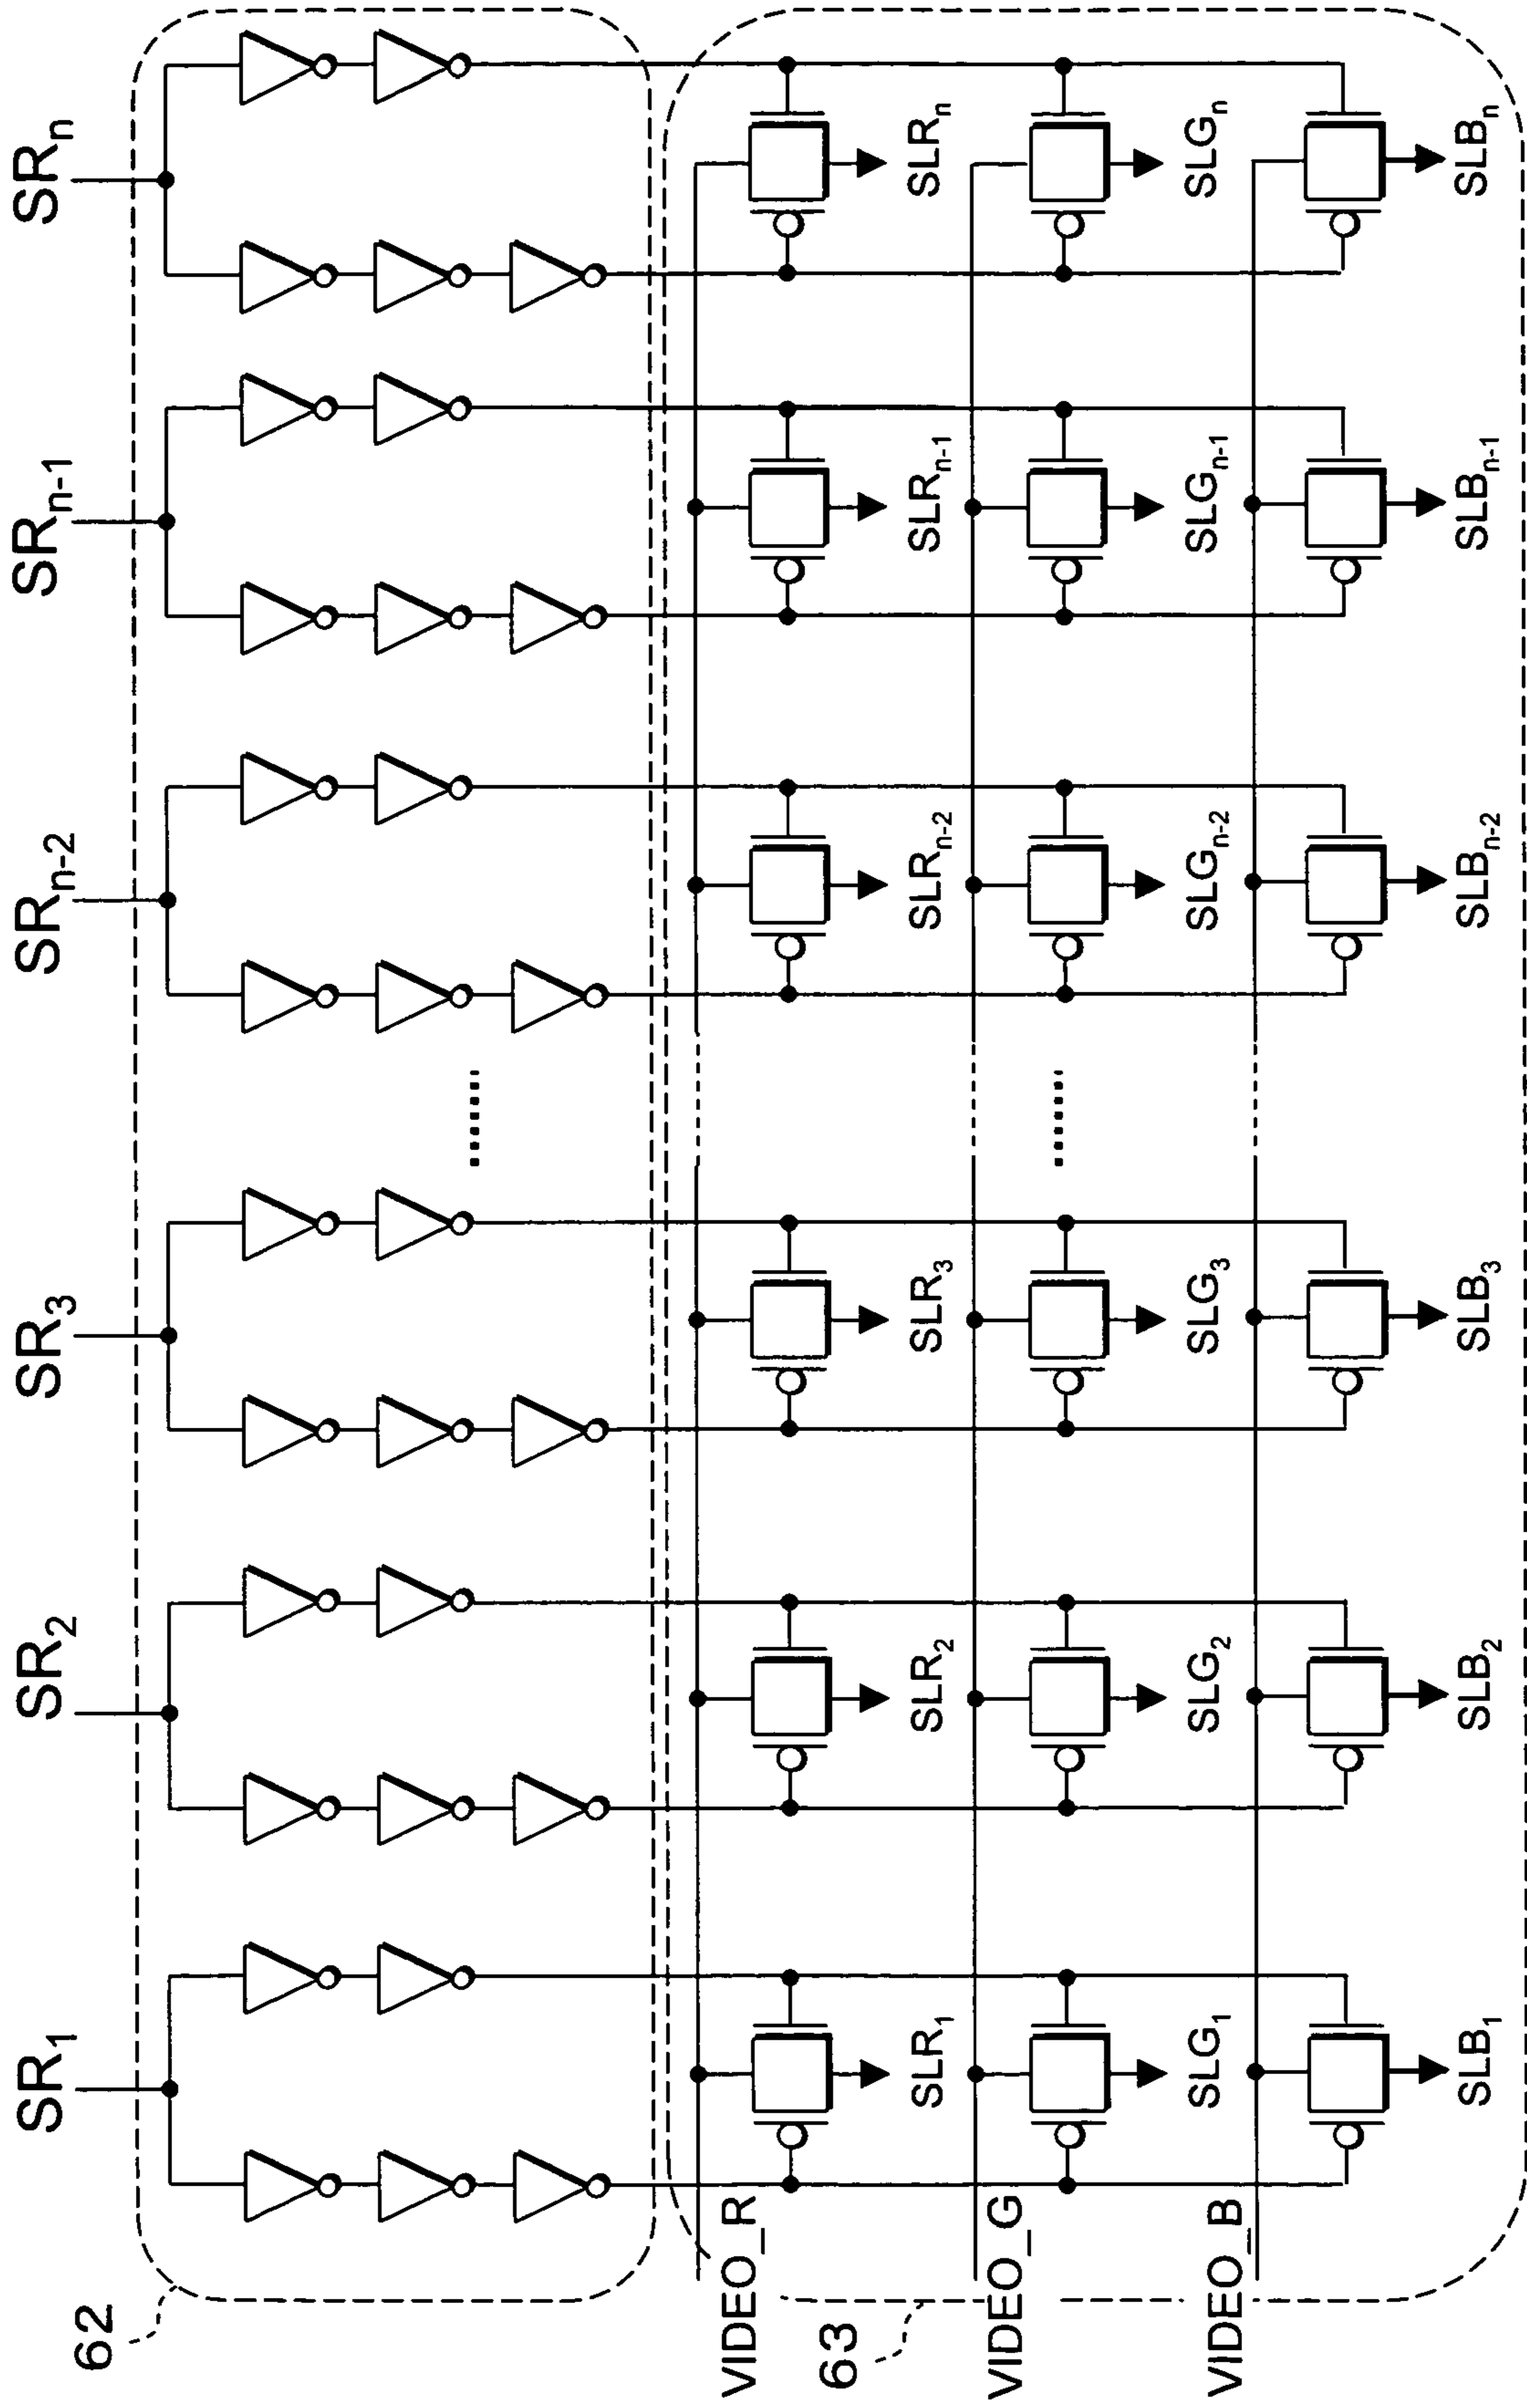 62
SR1 SR2 SR3 SRn-2 SRn-1 SRn
VIDEO_R
SLR1 SLR2 SLR3 SLRn-2 SLRn-1 SLRn
63
VIDEO_G
SLG1 SLG2 SLG3 SLGn-2 SLGn-1 SLGn
VIDEO_B
SLB1 SLB2 SLB3 SLBn-2 SLBn-1 SLBn